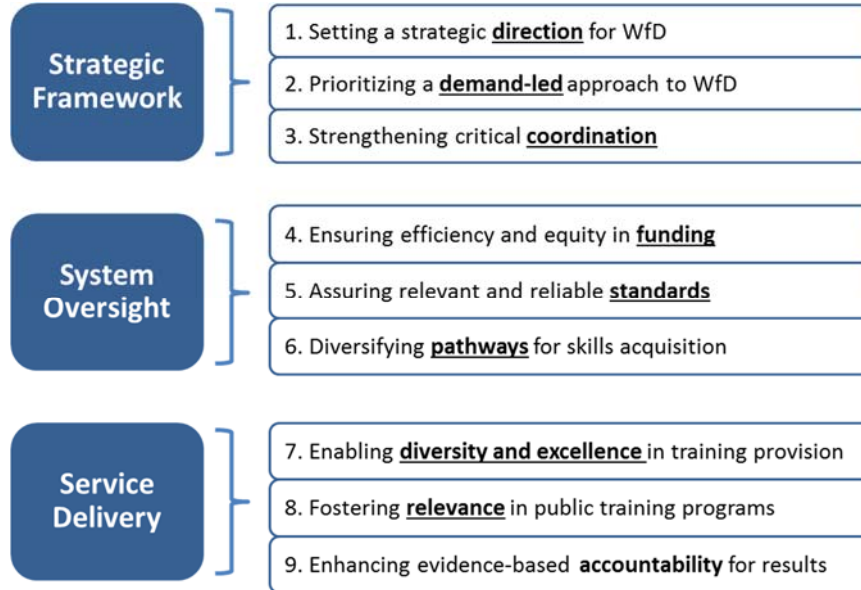 Strategic
Framework
1. Setting a strategic direction for WfD
2. Prioritizing a demand-led approach to WfD
3. Strengthening critical coordination
System
Oversight
4. Ensuring efficiency and equity in funding
5. Assuring relevant and reliable standards
6. Diversifying pathways for skills acquisition
Service
Delivery
7. Enabling diversity and excellence in training provision
8. Fostering relevance in public training programs
9. Enhancing evidence-based accountability for results